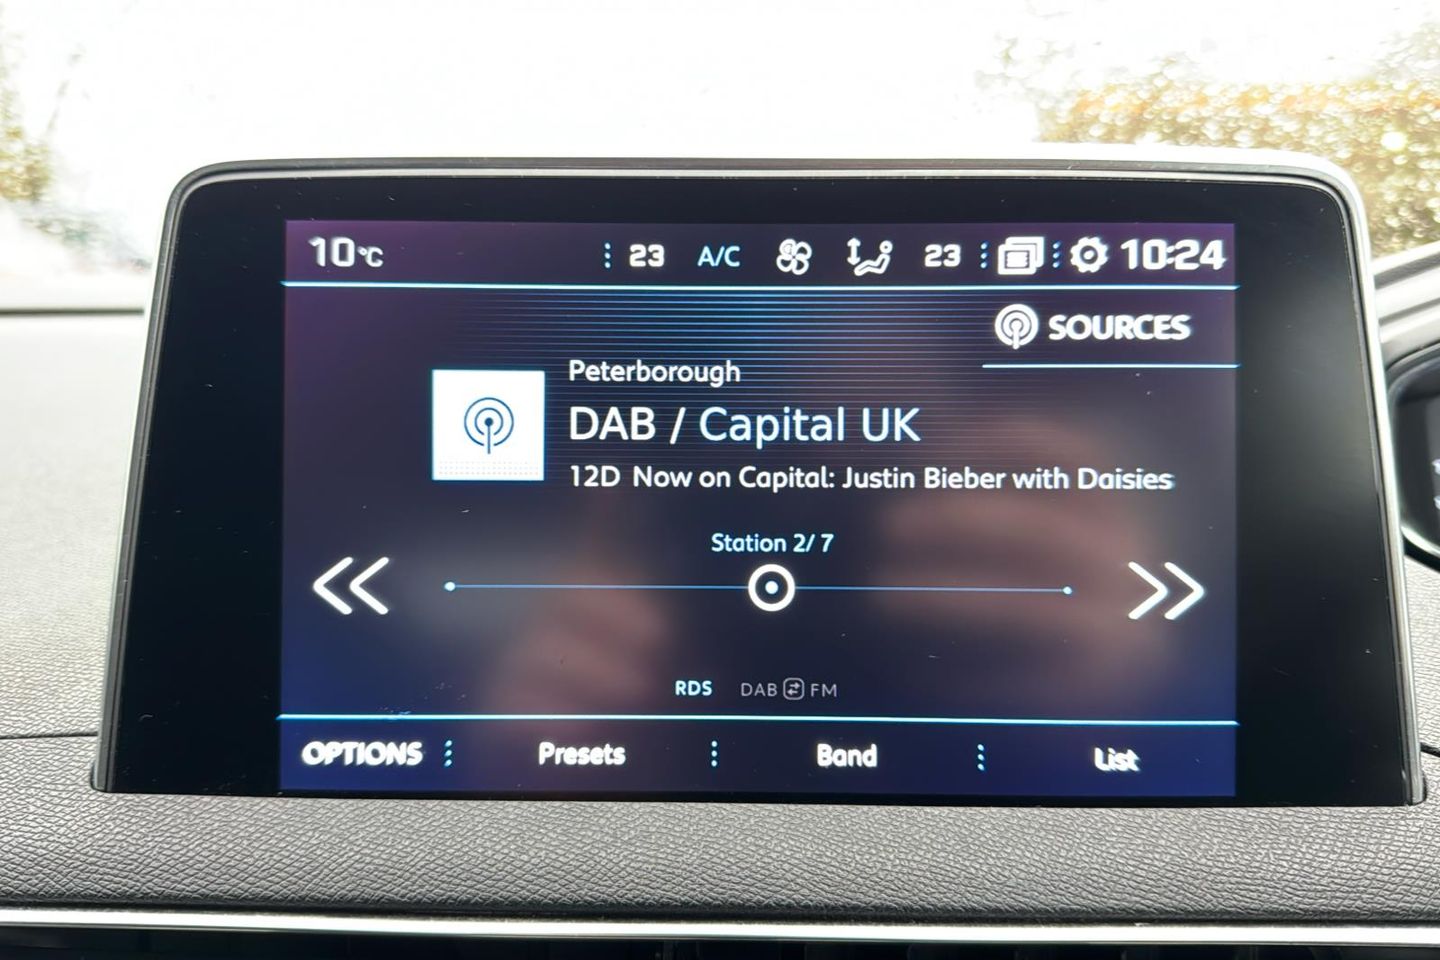 10°C 23 A/C 23 10:24
SOURCES
Peterborough
DAB / Capital UK
12D Now on Capital: Justin Bieber with Daisies
Station 2/ 7
RDS DAB FM
OPTIONS Presets Band List